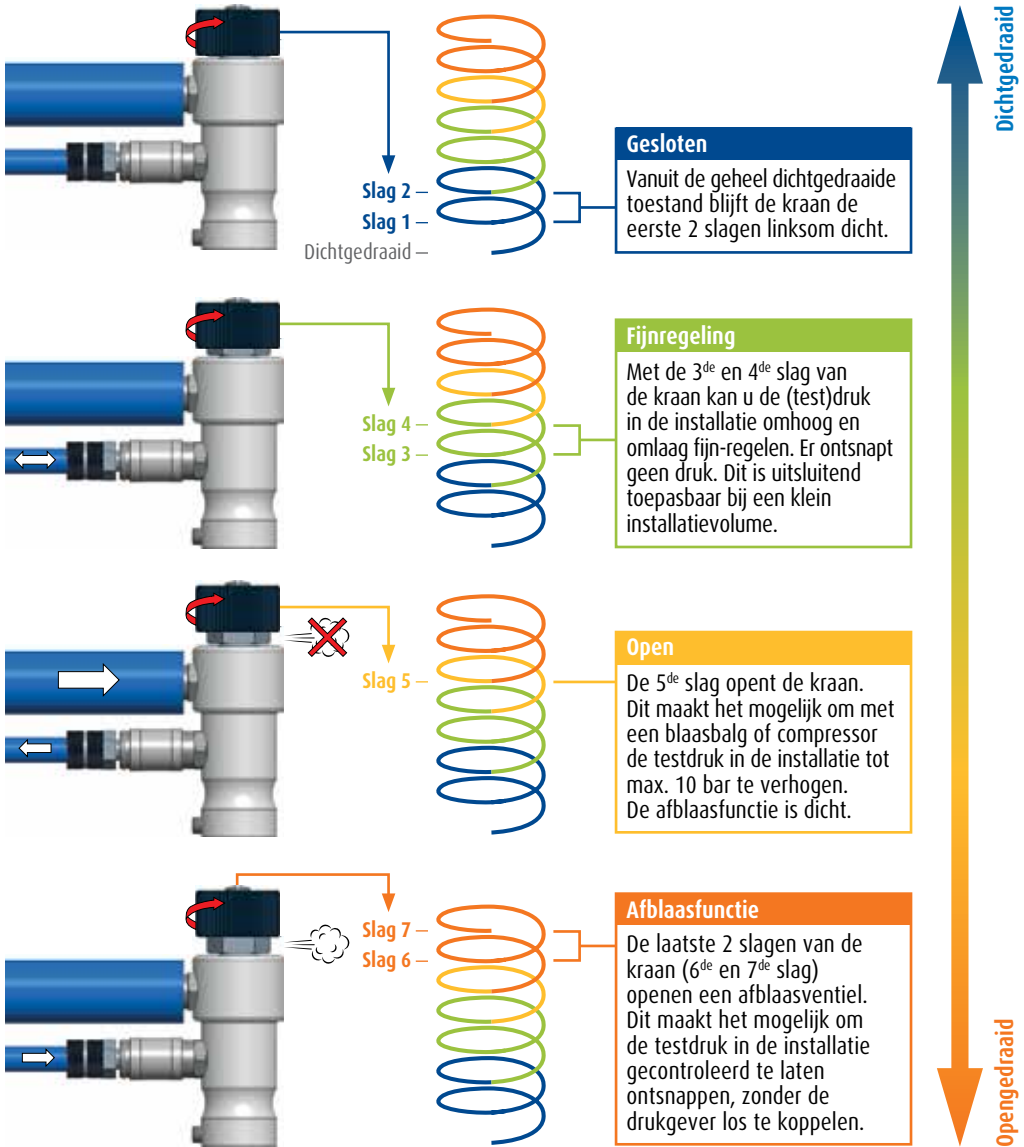 Dichtgedraaid
Slag 2
Slag 1
Dichtgedraaid
Gesloten
Vanuit de geheel dichtgedraaide
toestand blijft de kraan de
eerste 2 slagen linksom dicht.
Slag 4
Slag 3
Fijnregeling
Met de 3de en 4de slag van
de kraan kan u de (test)druk
in de installatie omhoog en
omlaag fijn-regelen. Er ontsnapt
geen druk. Dit is uitsluitend
toepasbaar bij een klein
installatievolume.
Slag 5
Open
De 5de slag opent de kraan.
Dit maakt het mogelijk om met
een blaasbalg of compressor
de testdruk in de installatie tot
max. 10 bar te verhogen.
De afblaasfunctie is dicht.
Slag 7
Slag 6
Afblaasfunctie
De laatste 2 slagen van de
kraan (6de en 7de slag)
openen een afblaasventiel.
Dit maakt het mogelijk om
de testdruk in de installatie
gecontroleerd te laten
ontsnappen, zonder de
drukgever los te koppelen.
Opengedraaid